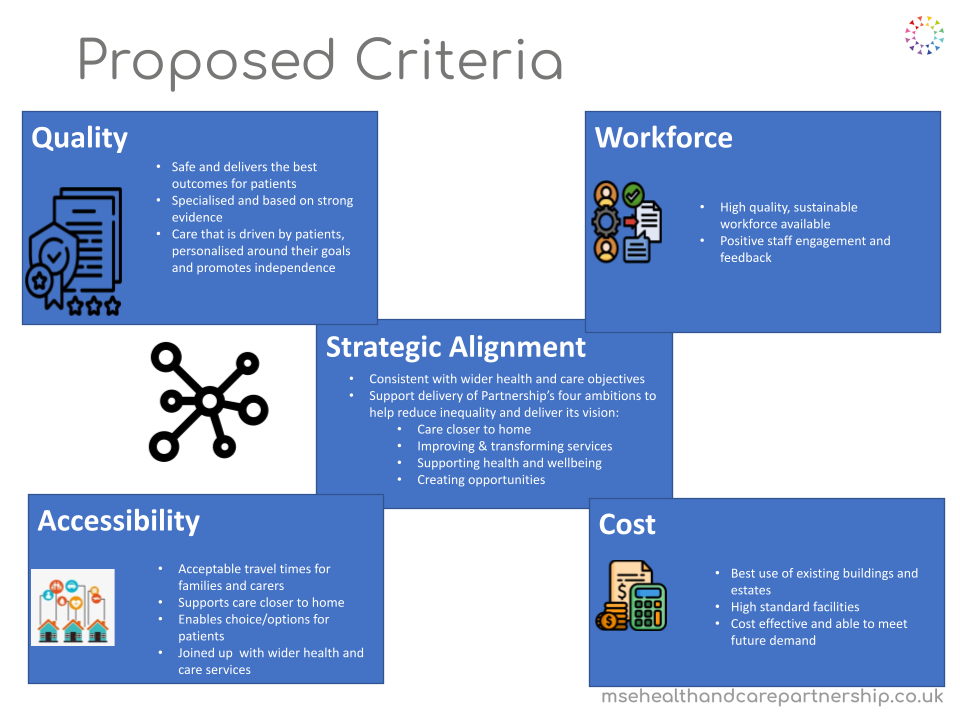 Proposed Criteria
Quality
• Safe and delivers the best
outcomes for patients
• Specialised and based on strong
evidence
• Care that is driven by patients,
personalised around their goals
and promotes independence
Workforce
• High quality, sustainable
workforce available
• Positive staff engagement and
feedback
Strategic Alignment
• Consistent with wider health and care objectives
• Support delivery of Partnership's four ambitions to
help reduce inequality and deliver its vision:
• Care closer to home
• Improving & transforming services
• Supporting health and wellbeing
• Creating opportunities
Accessibility
• Acceptable travel times for
families and carers
• Supports care closer to home
• Enables choice/options for
patients
• Joined up  with wider health and
care services
Cost
• Best use of existing buildings and
estates
• High standard facilities
• Cost effective and able to meet
future demand
msehealthandcarepartnership.co.uk